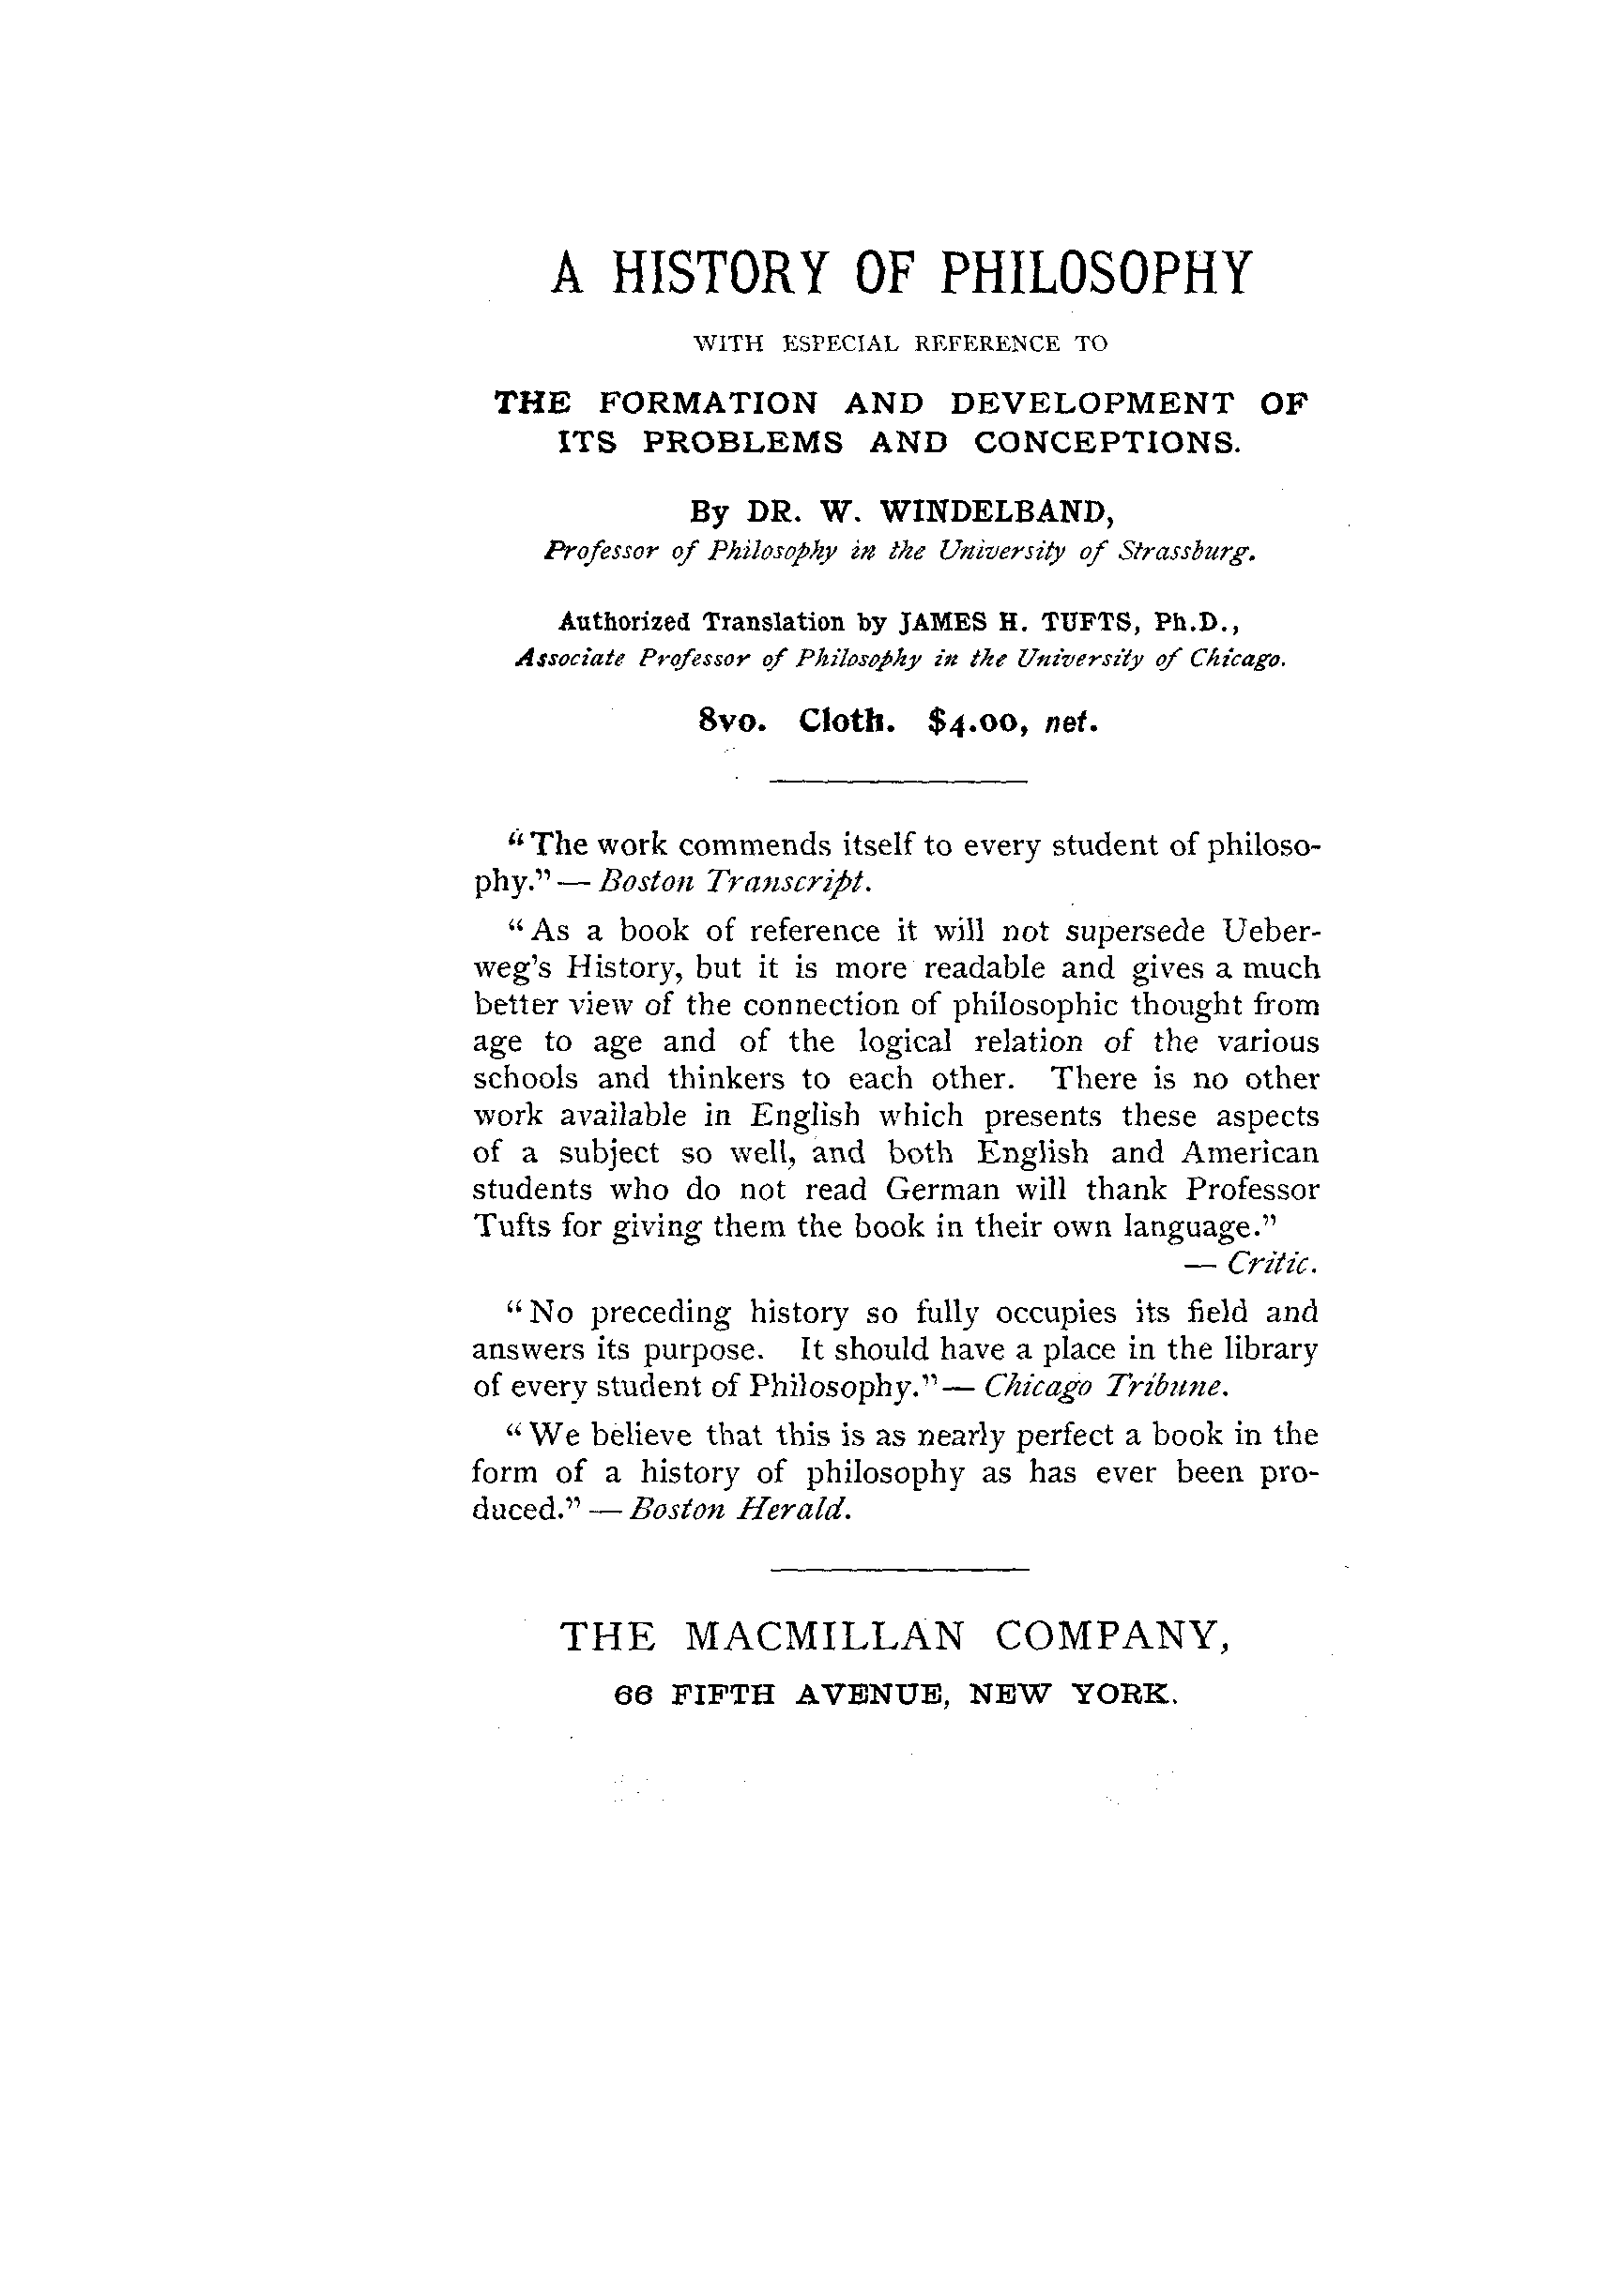 A HISTORY OF PHILOSOPHY
WITH ESPECIAL REFERENCE TO
THE FORMATION AND DEVELOPMENT OF
ITS PROBLEMS AND CONCEPTIONS.
By DR. W. WINDELBAND,
Professor of Philosophy in the University of Strassburg.
Authorized Translation by JAMES H. TUFTS, Ph.D.,
Associate Professor of Philosophy in the University of Chicago.
8vo. Cloth. $4.00, net.
“The work commends itself to every student of philoso-
phy.” — Boston Transcript.
“As a book of reference it will not supersede Ueber-
weg's History, but it is more readable and gives a much
better view of the connection of philosophic thought from
age to age and of the logical relation of the various
schools and thinkers to each other. There is no other
work available in English which presents these aspects
of a subject so well, and both English and American
students who do not read German will thank Professor
Tufts for giving them the book in their own language.”
— Critic.
“No preceding history so fully occupies its field and
answers its purpose. It should have a place in the library
of every student of Philosophy.” — Chicago Tribune.
“We believe that this is as nearly perfect a book in the
form of a history of philosophy as has ever been pro-
duced.” — Boston Herald.
THE MACMILLAN COMPANY,
66 FIFTH AVENUE, NEW YORK.